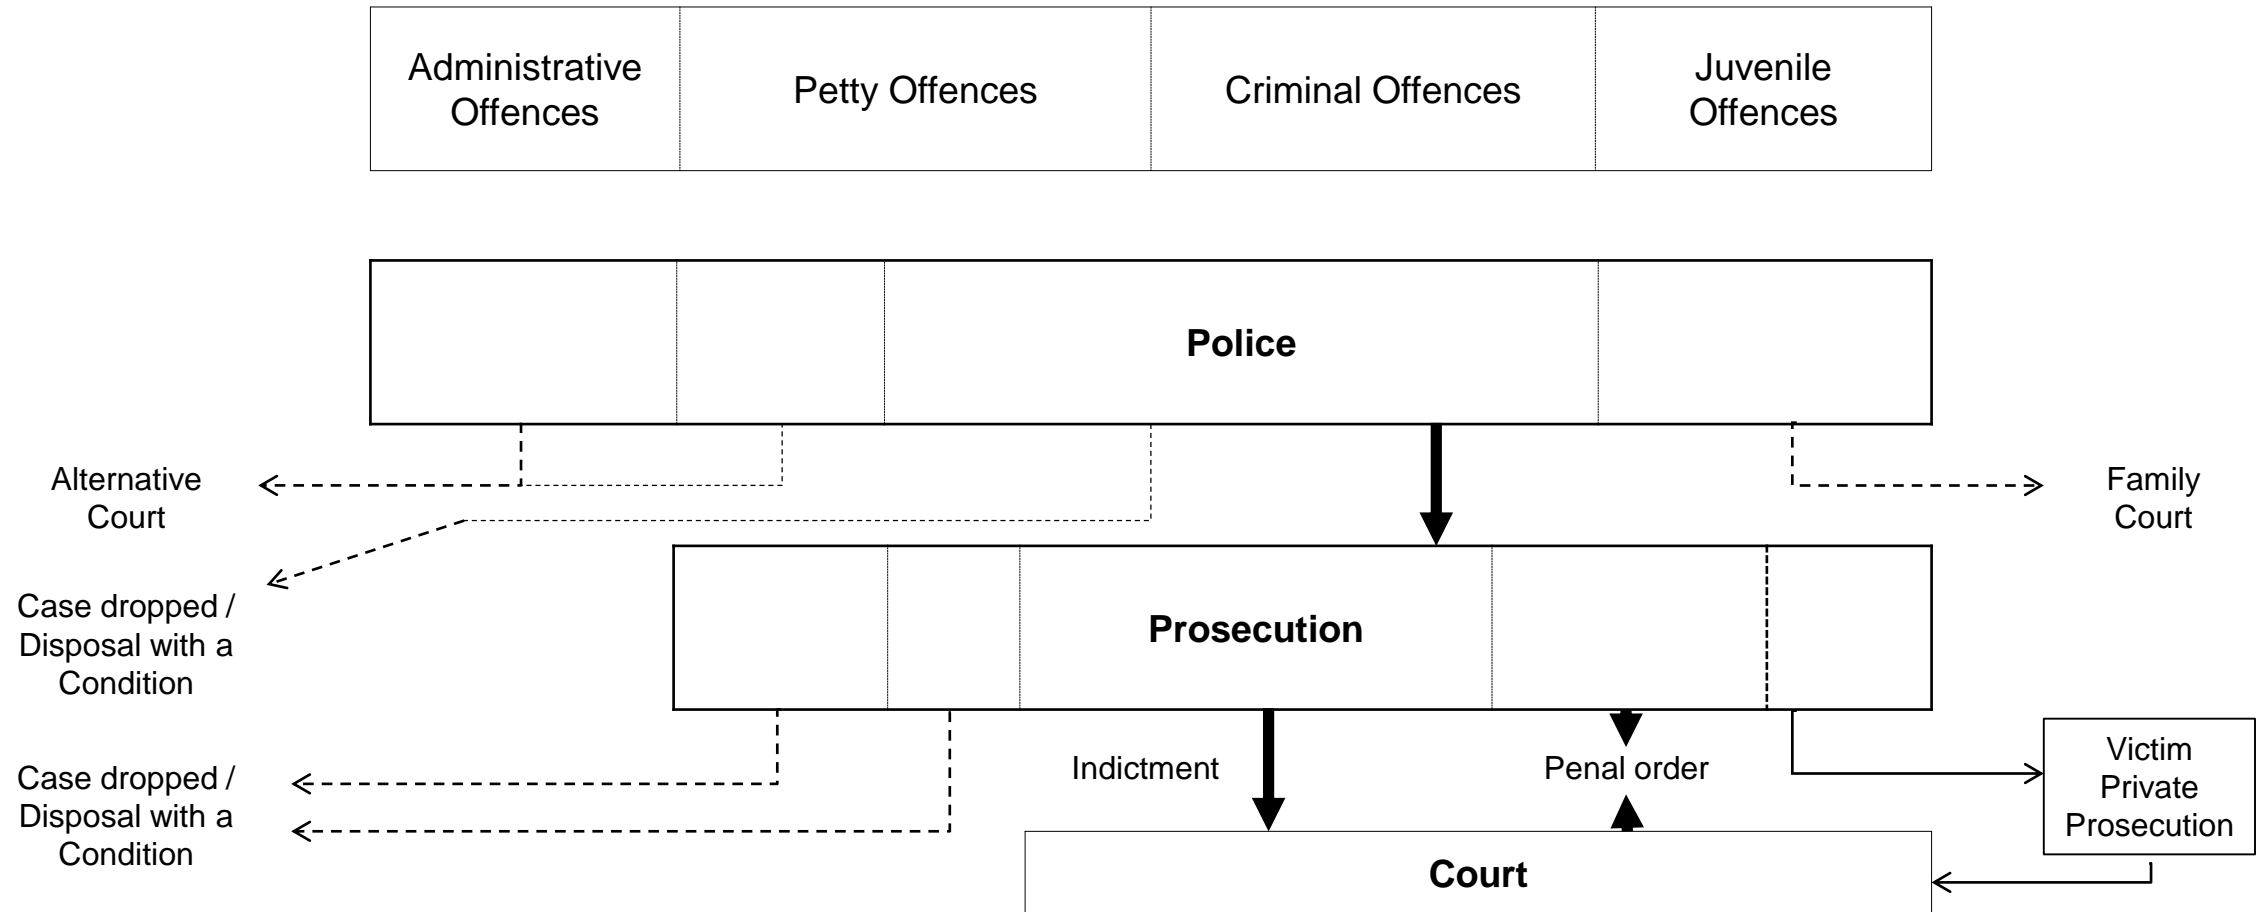 Administrative
Offences
Petty Offences
Criminal Offences
Juvenile
Offences
Police
Alternative
Court
Family
Court
Case dropped /
Disposal with a
Condition
Prosecution
Case dropped /
Disposal with a
Condition
Indictment
Penal order
Victim
Private
Prosecution
Court